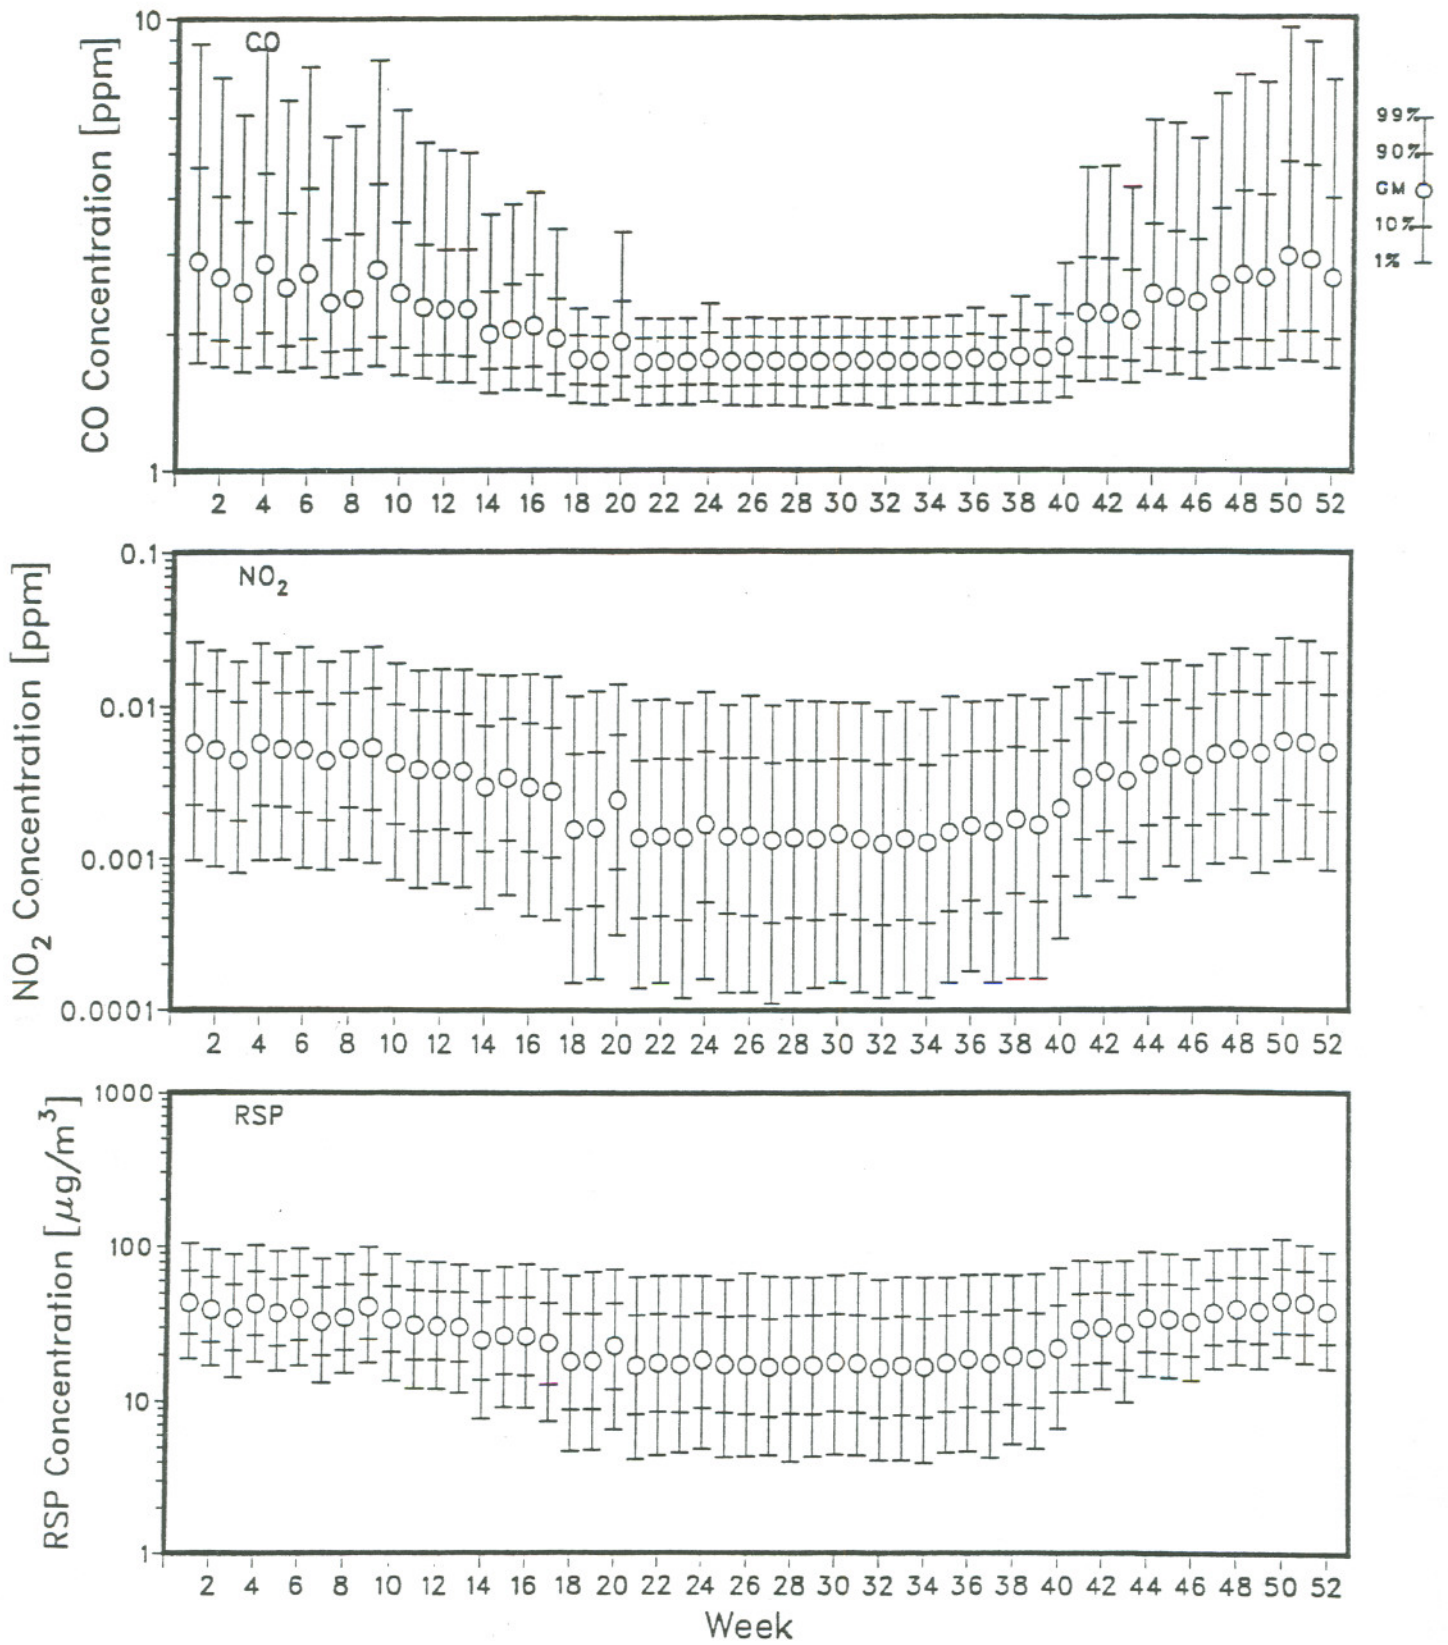 CO Concentration [ppm]
10
1
CO
99%
90%
GM
10%
1%
2 4 6 8 10 12 14 16 18 20 22 24 26 28 30 32 34 36 38 40 42 44 46 48 50 52
NO2 Concentration [ppm]
0.1
0.01
0.001
0.0001
NO2
2 4 6 8 10 12 14 16 18 20 22 24 26 28 30 32 34 36 38 40 42 44 46 48 50 52
RSP Concentration [μg/m3]
1000
100
10
1
RSP
2 4 6 8 10 12 14 16 18 20 22 24 26 28 30 32 34 36 38 40 42 44 46 48 50 52
Week